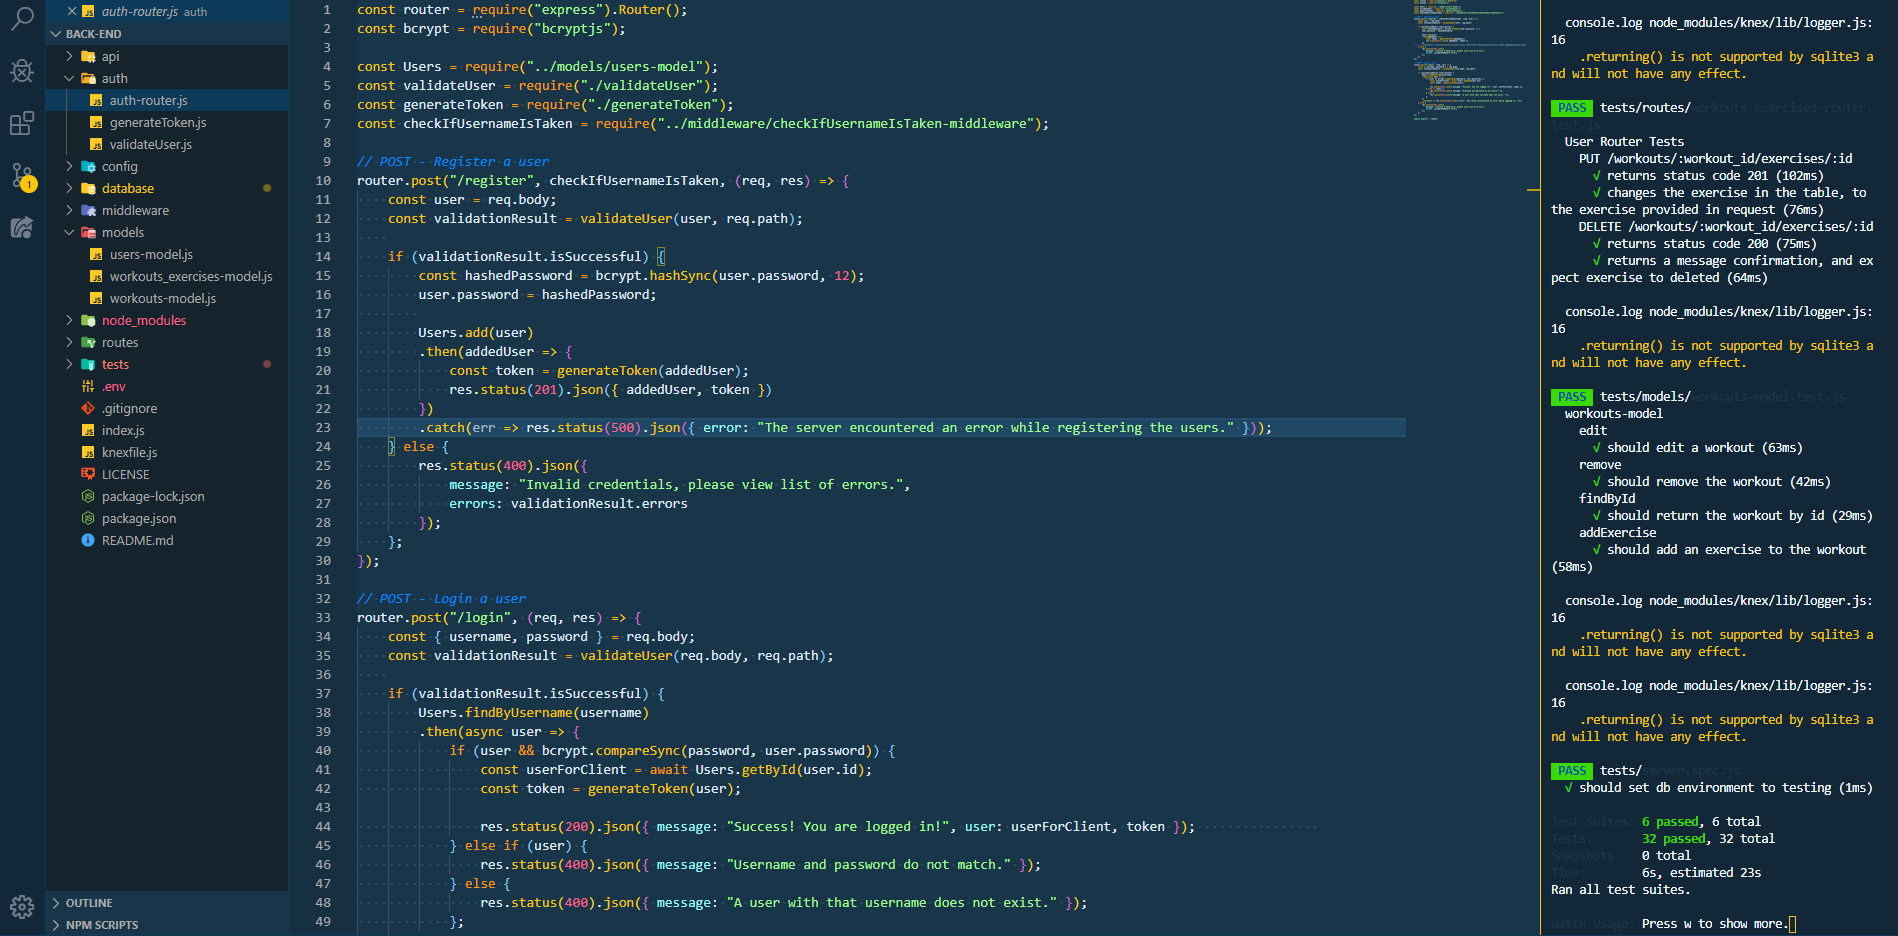 auth-router.js auth
BACK-END
api
auth
auth-router.js
generateToken.js
validateUser.js
config
database
middleware
models
users-model.js
workouts_exercises-model.js
workouts-model.js
node_modules
routes
tests
.env
.gitignore
index.js
knexfile.js
LICENSE
package-lock.json
package.json
README.md
OUTLINE
NPM SCRIPTS
1
1 const router = require("express").Router();
2 const bcrypt = require("bcryptjs");
3
4 const Users = require("../models/users-model");
5 const validateUser = require("./validateUser");
6 const generateToken = require("./generateToken");
7 const checkIfUsernameIsTaken = require("../middleware/checkIfUsernameIsTaken-middleware");
8
9 // POST - Register a user
10 router.post("/register", checkIfUsernameIsTaken, (req, res) => {
11 const user = req.body;
12 const validationResult = validateUser(user, req.path);
13
14 if (validationResult.isSuccessful) {
15 const hashedPassword = bcrypt.hashSync(user.password, 12);
16 user.password = hashedPassword;
17
18 Users.add(user)
19 .then(addedUser => {
20 const token = generateToken(addedUser);
21 res.status(201).json({ addedUser, token })
22 })
23 .catch(err => res.status(500).json({ error: "The server encountered an error while registering the users." }));
24 } else {
25 res.status(400).json({
26 message: "Invalid credentials, please view list of errors.",
27 errors: validationResult.errors
28 });
29 };
30 });
31
32 // POST - Login a user
33 router.post("/login", (req, res) => {
34 const { username, password } = req.body;
35 const validationResult = validateUser(req.body, req.path);
36
37 if (validationResult.isSuccessful) {
38 Users.findByUsername(username)
39 .then(async user => {
40 if (user && bcrypt.compareSync(password, user.password)) {
41 const userForClient = await Users.getById(user.id);
42 const token = generateToken(user);
43
44 res.status(200).json({ message: "Success! You are logged in!", user: userForClient, token });
45 } else if (user) {
46 res.status(400).json({ message: "Username and password do not match." });
47 } else {
48 res.status(400).json({ message: "A user with that username does not exist." });
49 };
console.log node_modules/knex/lib/logger.js:
16
.returning() is not supported by sqlite3 a
nd will not have any effect.
PASS tests/routes/workouts_exercises-router.
test.js
User Router Tests
PUT /workouts/:workout_id/exercises/:id
√ returns status code 201 (102ms)
√ changes the exercise in the table, to
the exercise provided in request (76ms)
DELETE /workouts/:workout_id/exercises/:id
√ returns status code 200 (75ms)
√ returns a message confirmation, and ex
pect exercise to deleted (64ms)
console.log node_modules/knex/lib/logger.js:
16
.returning() is not supported by sqlite3 a
nd will not have any effect.
PASS tests/models/workouts-model.test.js
workouts-model
edit
√ should edit a workout (63ms)
remove
√ should remove the workout (42ms)
findById
√ should return the workout by id (29ms)
addExercise
√ should add an exercise to the workout
(58ms)
console.log node_modules/knex/lib/logger.js:
16
.returning() is not supported by sqlite3 a
nd will not have any effect.
console.log node_modules/knex/lib/logger.js:
16
.returning() is not supported by sqlite3 a
nd will not have any effect.
PASS tests/server.spec.js
√ should set db environment to testing (1ms)
Test Suites: 6 passed, 6 total
Tests: 32 passed, 32 total
Snapshots: 0 total
Time: 6s, estimated 23s
Ran all test suites.
Watch Usage: Press w to show more.